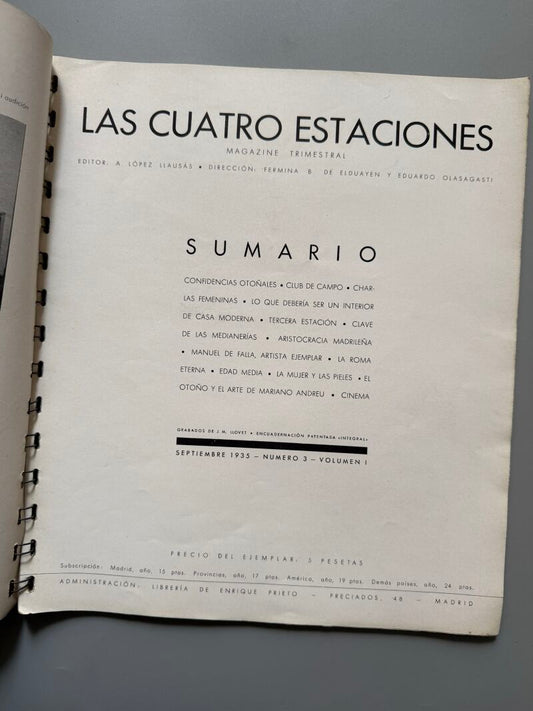 audición
LAS CUATRO ESTACIONES
MAGAZINE TRIMESTRAL
EDITOR: A. LÓPEZ LLAUSÁS • DIRECCIÓN: FERMINA B. DE ELDUAYEN Y EDUARDO OLASAGASTI
SUMARIO
CONFIDENCIAS OTOÑALES • CLUB DE CAMPO • CHAR-
LAS FEMENINAS • LO QUE DEBERÍA SER UN INTERIOR
DE CASA MODERNA • TERCERA ESTACIÓN • CLAVE
DE LAS MEDIANERÍAS • ARISTOCRACIA MADRILEÑA
• MANUEL DE FALLA, ARTISTA EJEMPLAR • LA ROMA
ETERNA • EDAD MEDIA • LA MUJER Y LAS PIELES • EL
OTOÑO Y EL ARTE DE MARIANO ANDREU • CINEMA
GRABADOS DE J. M. LLOVET • ENCUADERNACIÓN PATENTADA «INTEGRAL»
SEPTIEMBRE 1935 – NUMERO 3 – VOLUMEN I
PRECIO DEL EJEMPLAR, 5 PESETAS
Subscripción: Madrid, año, 15 ptas. Provincias, año, 17 ptas. América, año, 19 ptas. Demás países, año, 24 ptas.
ADMINISTRACIÓN, LIBRERÍA DE ENRIQUE PRIETO – PRECIADOS, 48 – MADRID